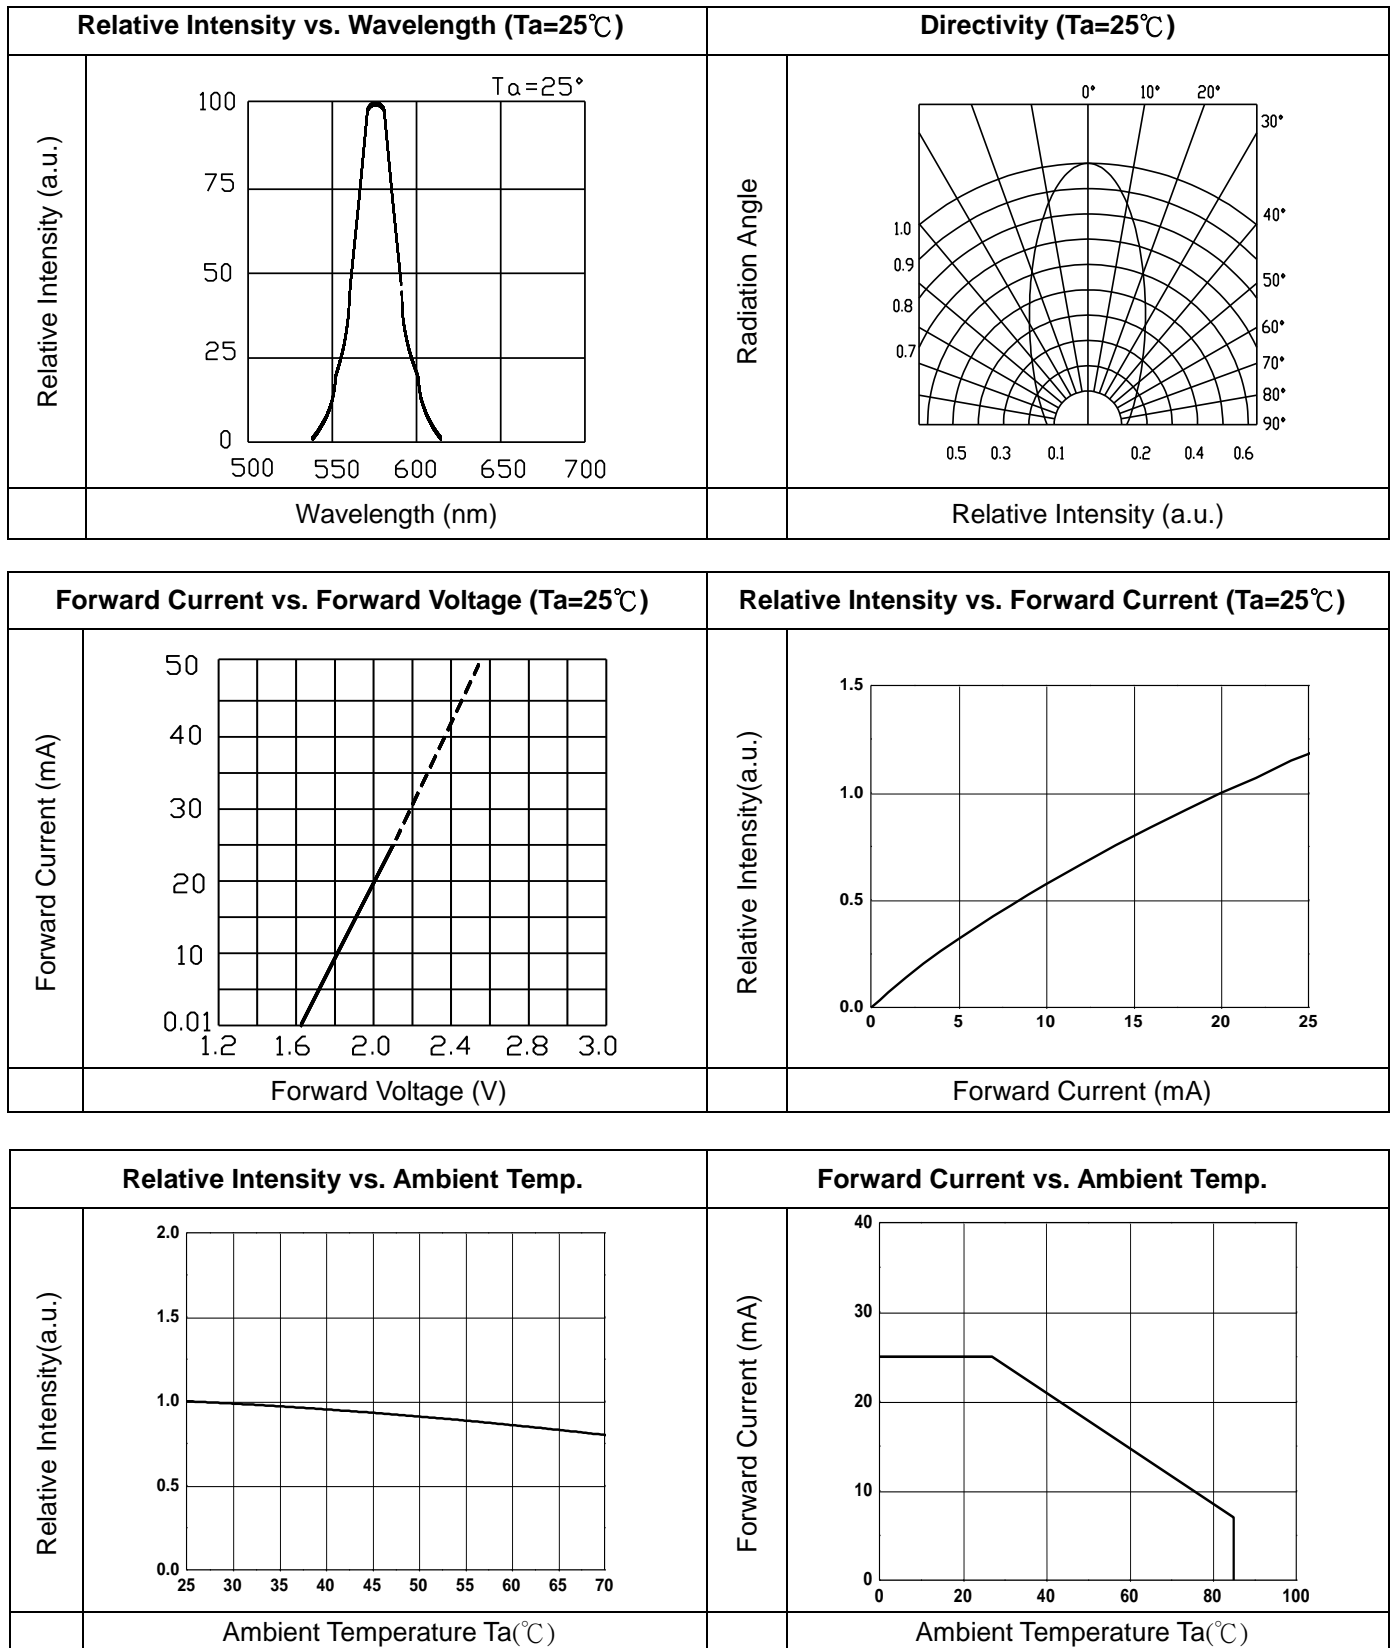 Relative Intensity vs. Wavelength (Ta=25℃)
Directivity (Ta=25℃)
Relative Intensity (a.u.)
Ta=25°
100
75
50
25
0
500 550 600 650 700
Wavelength (nm)
Radiation Angle
0° 10° 20°
30°
40°
50°
60°
70°
80°
90°
1.0
0.9
0.8
0.7
0.5 0.3 0.1 0.2 0.4 0.6
Relative Intensity (a.u.)
Forward Current vs. Forward Voltage (Ta=25℃)
Relative Intensity vs. Forward Current (Ta=25℃)
Forward Current (mA)
50
40
30
20
10
0.01
1.2 1.6 2.0 2.4 2.8 3.0
Forward Voltage (V)
Relative Intensity(a.u.)
1.5
1.0
0.5
0.0
0 5 10 15 20 25
Forward Current (mA)
Relative Intensity vs. Ambient Temp.
Forward Current vs. Ambient Temp.
Relative Intensity(a.u.)
2.0
1.5
1.0
0.5
0.0
25 30 35 40 45 50 55 60 65 70
Ambient Temperature Ta(℃)
Forward Current (mA)
40
30
20
10
0
0 20 40 60 80 100
Ambient Temperature Ta(℃)